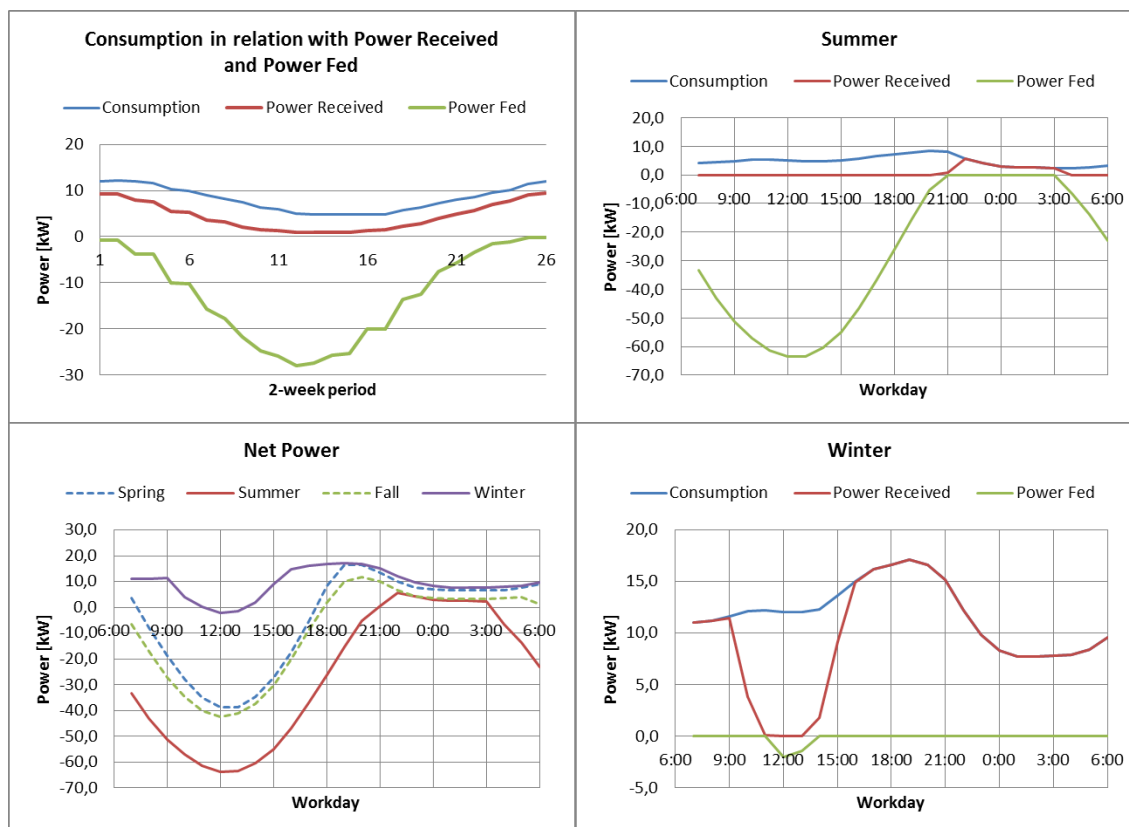 Consumption in relation with Power Received
and Power Fed
Consumption Power Received Power Fed
20
10
0
-10
-20
-30
1 6 11 16 21 26
Power [kW]
2-week period
Summer
Consumption Power Received Power Fed
20,0
10,0
0,0
-10,0
-20,0
-30,0
-40,0
-50,0
-60,0
-70,0
6:00 9:00 12:00 15:00 18:00 21:00 0:00 3:00 6:00
Power [kW]
Workday
Net Power
Spring Summer Fall Winter
30,0
20,0
10,0
0,0
-10,0
-20,0
-30,0
-40,0
-50,0
-60,0
-70,0
6:00 9:00 12:00 15:00 18:00 21:00 0:00 3:00 6:00
Power [kW]
Workday
Winter
Consumption Power Received Power Fed
20,0
15,0
10,0
5,0
0,0
-5,0
6:00 9:00 12:00 15:00 18:00 21:00 0:00 3:00 6:00
Power [kW]
Workday